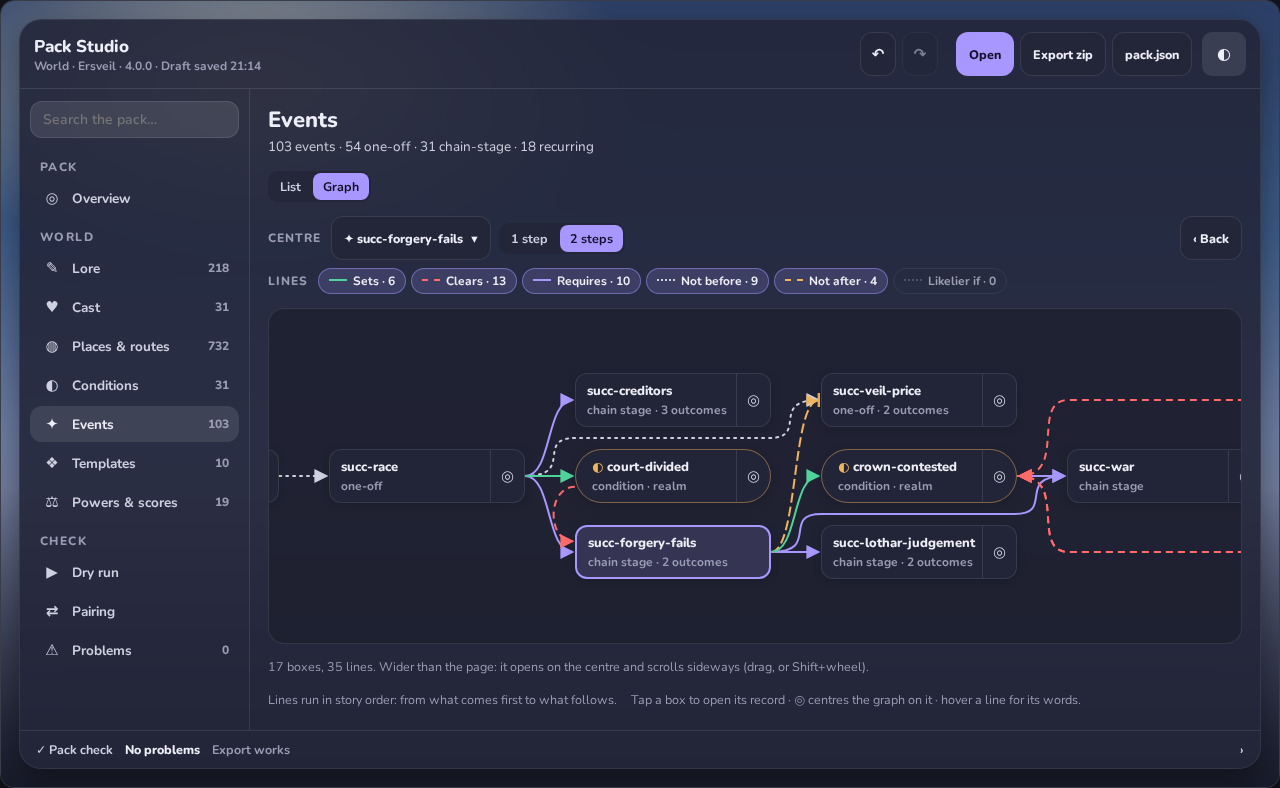 Pack Studio
World · Ersveil · 4.0.0 · Draft saved 21:14
↶
↷
Open
Export zip
pack.json
◐
Search the pack...
PACK
◎ Overview
WORLD
✎ Lore 218
♥ Cast 31
◍ Places & routes 732
◐ Conditions 31
✦ Events 103
❖ Templates 10
⚖ Powers & scores 19
CHECK
▶ Dry run
⇄ Pairing
⚠ Problems 0
Events
103 events · 54 one-off · 31 chain-stage · 18 recurring
List Graph
CENTRE ✦ succ-forgery-fails ▾ 1 step 2 steps ‹ Back
LINES Sets · 6 Clears · 13 Requires · 10 Not before · 9 Not after · 4 Likelier if · 0
succ-race
one-off
◎
succ-creditors
chain stage · 3 outcomes
◎
◐ court-divided
condition · realm
◎
succ-forgery-fails
chain stage · 2 outcomes
succ-veil-price
one-off · 2 outcomes
◎
◐ crown-contested
condition · realm
◎
succ-lothar-judgement
chain stage · 2 outcomes
◎
succ-war
chain stage
17 boxes, 35 lines. Wider than the page: it opens on the centre and scrolls sideways (drag, or Shift+wheel).
Lines run in story order: from what comes first to what follows. Tap a box to open its record · ◎ centres the graph on it · hover a line for its words.
✓ Pack check No problems Export works ›